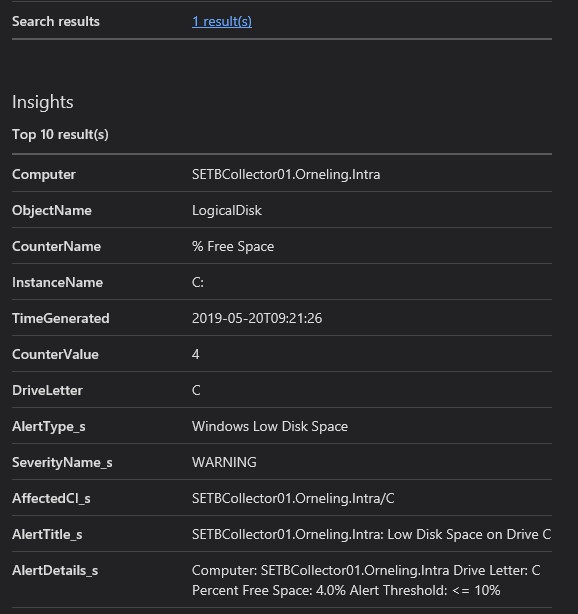 Search results 1 result(s)
Insights
Top 10 result(s)
Computer SETBCollector01.Orneling.Intra
ObjectName LogicalDisk
CounterName % Free Space
InstanceName C:
TimeGenerated 2019-05-20T09:21:26
CounterValue 4
DriveLetter C
AlertType_s Windows Low Disk Space
SeverityName_s WARNING
AffectedCI_s SETBCollector01.Orneling.Intra/C
AlertTitle_s SETBCollector01.Orneling.Intra: Low Disk Space on Drive C
AlertDetails_s Computer: SETBCollector01.Orneling.Intra Drive Letter: C
Percent Free Space: 4.0% Alert Threshold: <= 10%